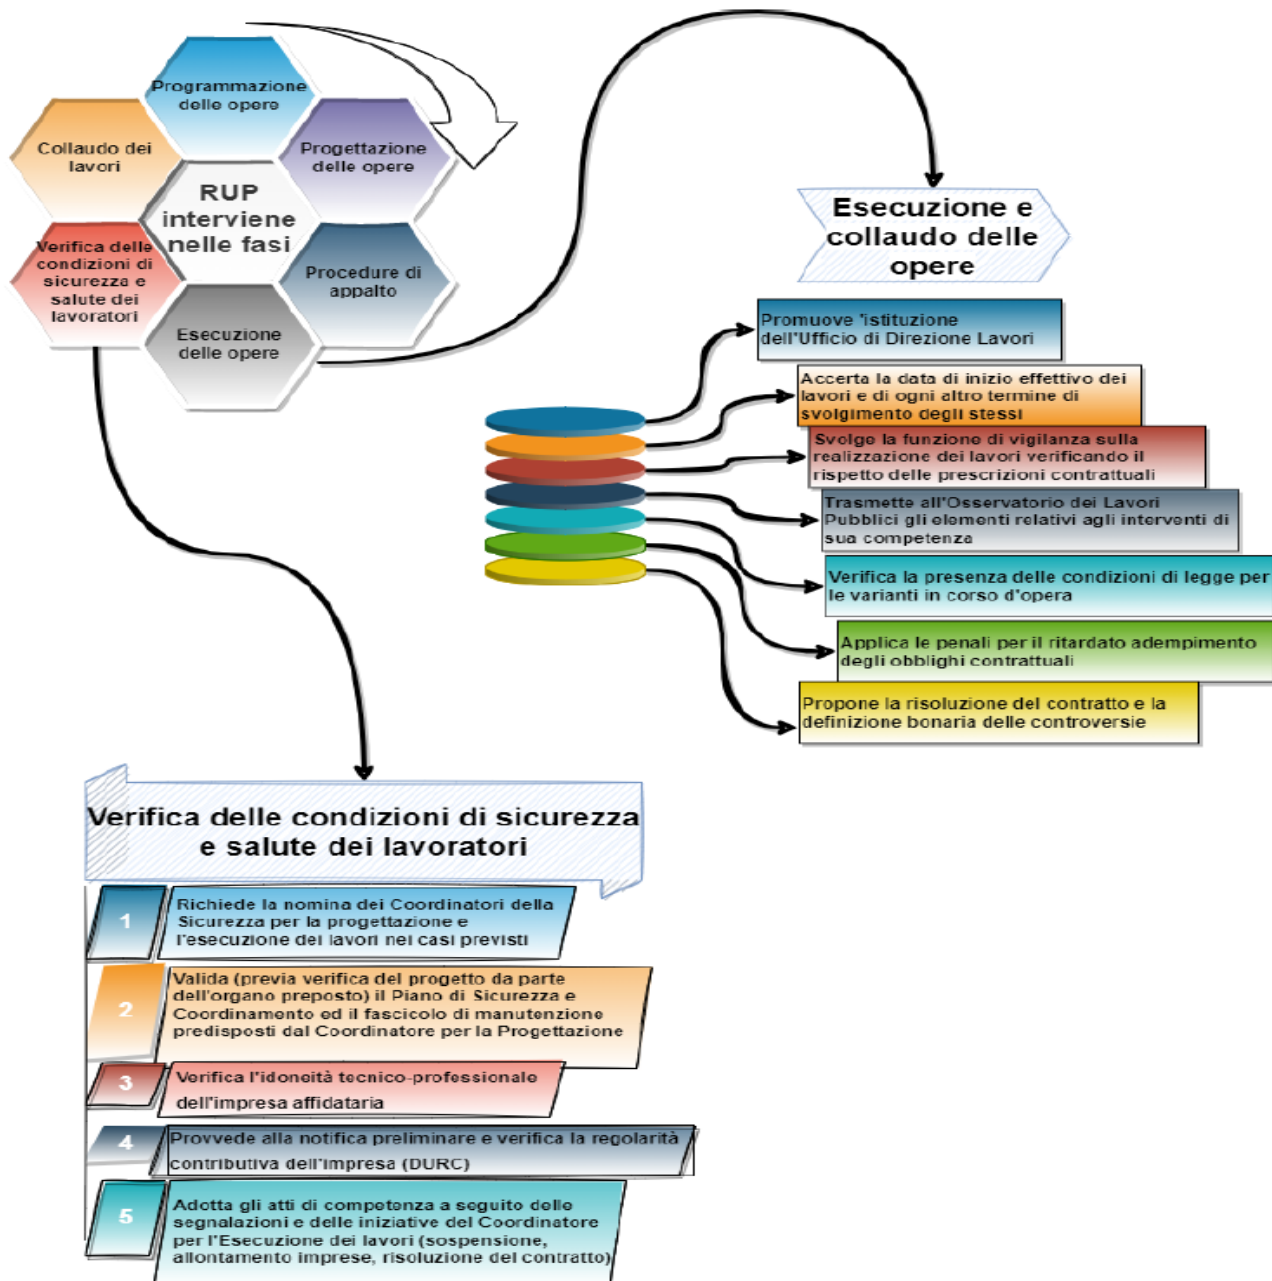 Programmazione
delle opere
Collaudo dei
lavori
Progettazione
delle opere
RUP
interviene
nelle fasi
Verifica delle
condizioni di
sicurezza e
salute dei
lavoratori
Procedure di
appalto
Esecuzione
delle opere
Esecuzione e
collaudo delle
opere
Promuove 'istituzione
dell'Ufficio di Direzione Lavori
Accerta la data di inizio effettivo dei
lavori e di ogni altro termine di
svolgimento degli stessi
Svolge la funzione di vigilanza sulla
realizzazione dei lavori verificando il
rispetto delle prescrizioni contrattuali
Trasmette all'Osservatorio dei Lavori
Pubblici gli elementi relativi agli interventi di
sua competenza
Verifica la presenza delle condizioni di legge per
le varianti in corso d'opera
Applica le penali per il ritardato adempimento
degli obblighi contrattuali
Propone la risoluzione del contratto e la
definizione bonaria delle controversie
Verifica delle condizioni di sicurezza
e salute dei lavoratori
1
Richiede la nomina dei Coordinatori della
Sicurezza per la progettazione e
l'esecuzione dei lavori nei casi previsti
2
Valida (previa verifica del progetto da parte
dell'organo preposto) il Piano di Sicurezza e
Coordinamento ed il fascicolo di manutenzione
predisposti dal Coordinatore per la Progettazione
3
Verifica l'idoneità tecnico-professionale
dell'impresa affidataria
4
Provvede alla notifica preliminare e verifica la regolarità
contributiva dell'impresa (DURC)
5
Adotta gli atti di competenza a seguito delle
segnalazioni e delle iniziative del Coordinatore
per l'Esecuzione dei lavori (sospensione,
allontamento imprese, risoluzione del contratto)